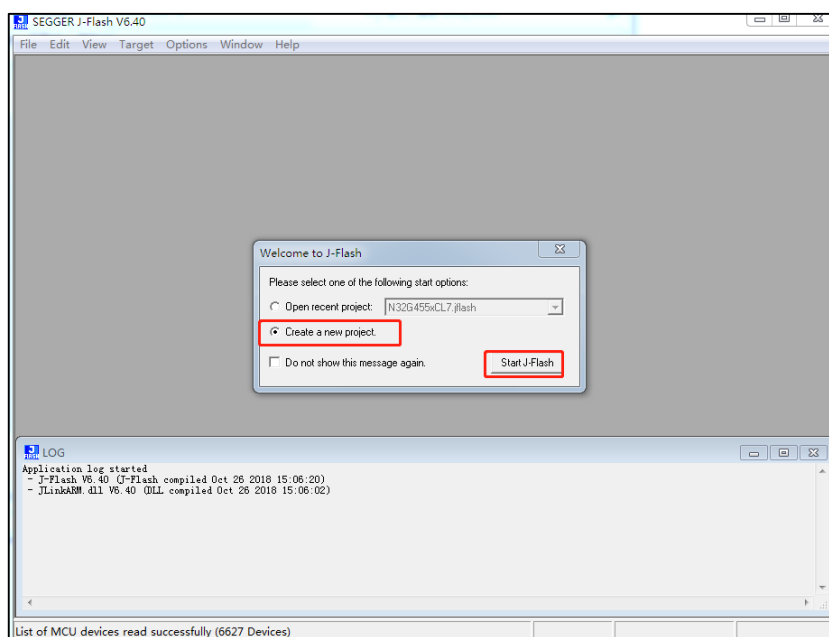 SEGGER J-Flash V6.40
File Edit View Target Options Window Help
Welcome to J-Flash
Please select one of the following start options:
Open recent project: N32G455xCL7.jflash
Create a new project.
Do not show this message again. Start J-Flash
LOG
Application log started
- J-Flash V6.40 (J-Flash compiled Oct 26 2018 15:06:20)
- JLinkARM.dll V6.40 (DLL compiled Oct 26 2018 15:06:02)
List of MCU devices read successfully (6627 Devices)